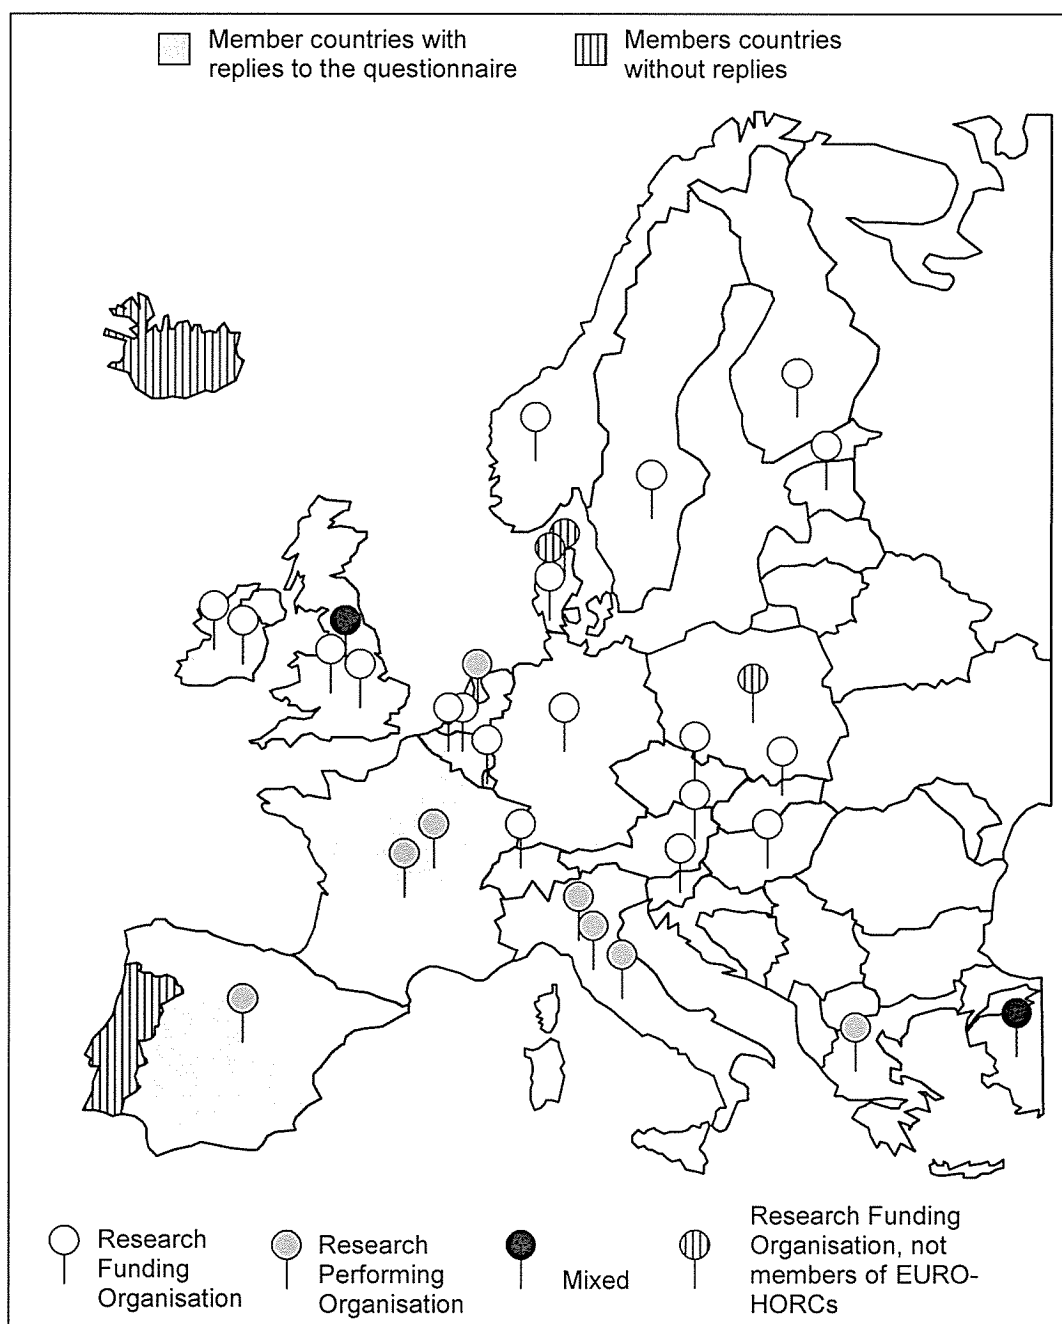 Member countries with
replies to the questionnaire
Members countries
without replies
Research
Funding
Organisation
Research
Performing
Organisation
Mixed
Research Funding
Organisation, not
members of EURO-
HORCs